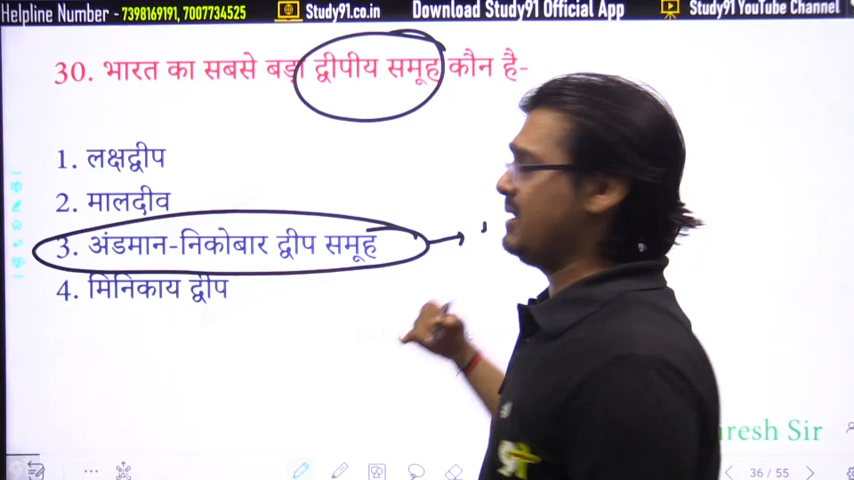 Helpline Number - 7398169191, 7007734525 Study91.co.in Download Study91 Official App Study91 YouTube Channel
30. भारत का सबसे बड़ा द्वीपीय समूह कौन है-
1. लक्षद्वीप
2. मालदीव
3. अंडमान-निकोबार द्वीप समूह
4. मिनिकाय द्वीप
iresh Sir
36 / 55